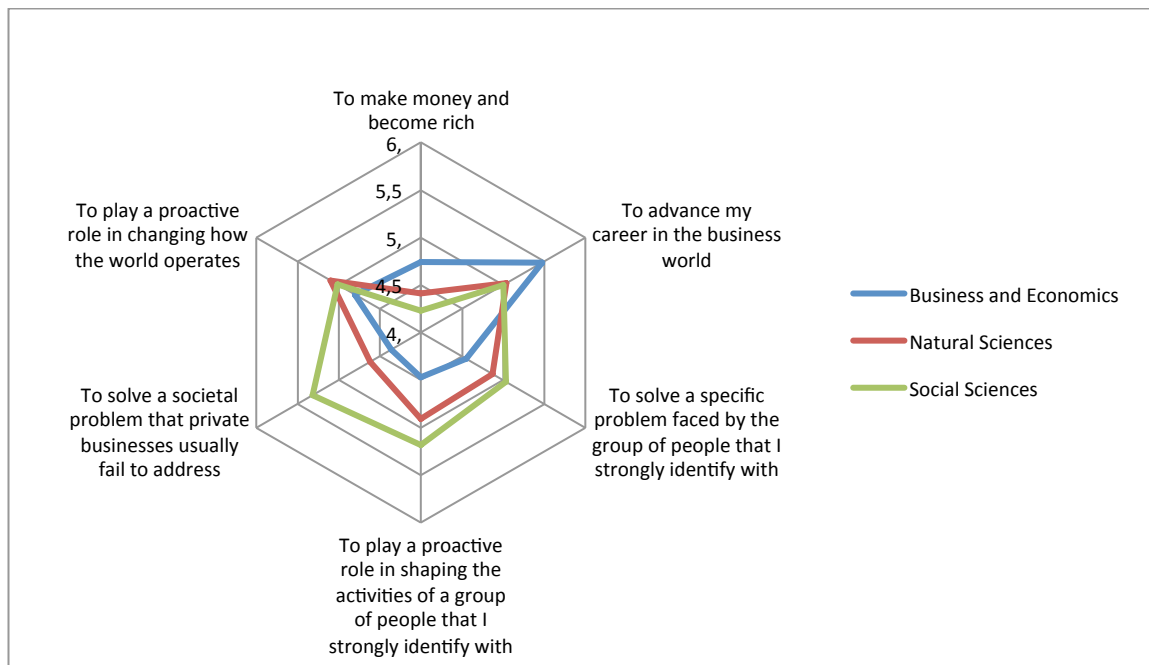 To make money and
become rich
6,
5,5
5,
4,5
4,
To advance my
career in the business
world
To solve a specific
problem faced by the
group of people that I
strongly identify with
To play a proactive
role in shaping the
activities of a group
of people that I
strongly identify with
To solve a societal
problem that private
businesses usually
fail to address
To play a proactive
role in changing how
the world operates
Business and Economics
Natural Sciences
Social Sciences